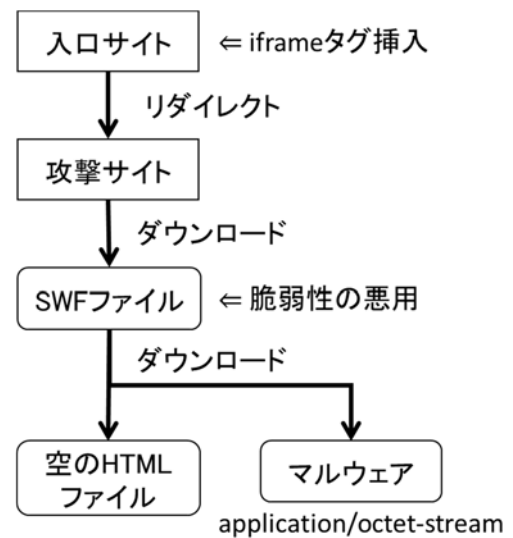 入口サイト ⇐ iframeタグ挿入
リダイレクト
攻撃サイト
ダウンロード
SWFファイル ⇐ 脆弱性の悪用
ダウンロード
空のHTML
ファイル
マルウェア
application/octet-stream